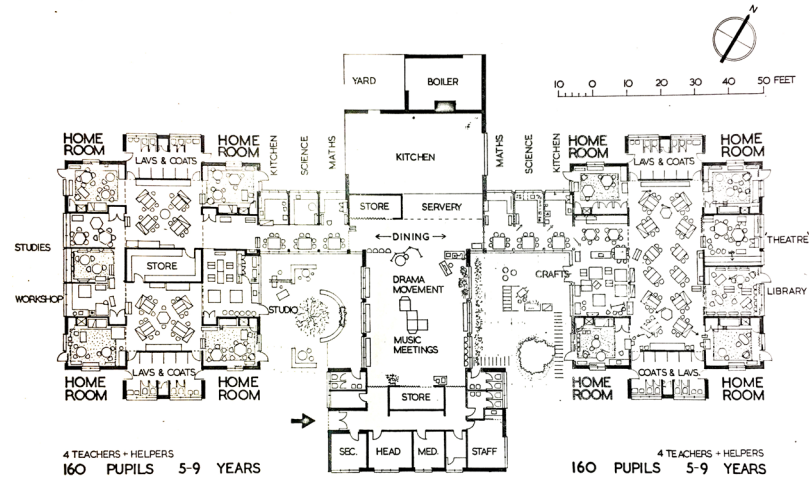 N
10 0 10 20 30 40 50 FEET
YARD
BOILER
KITCHEN
STORE
SERVERY
← DINING →
DRAMA
MOVEMENT
MUSIC
MEETINGS
STORE
SEC.
HEAD
MED.
STAFF
HOME
ROOM
LAVS & COATS
HOME
ROOM
KITCHEN
SCIENCE
MATHS
STUDIES
STORE
WORKSHOP
STUDIO
HOME
ROOM
LAVS & COATS
HOME
ROOM
4 TEACHERS + HELPERS
160 PUPILS 5-9 YEARS
MATHS
SCIENCE
KITCHEN
HOME
ROOM
LAVS & COATS
HOME
ROOM
THEATRE
CRAFTS
LIBRARY
HOME
ROOM
COATS & LAVS.
HOME
ROOM
4 TEACHERS + HELPERS
160 PUPILS 5-9 YEARS